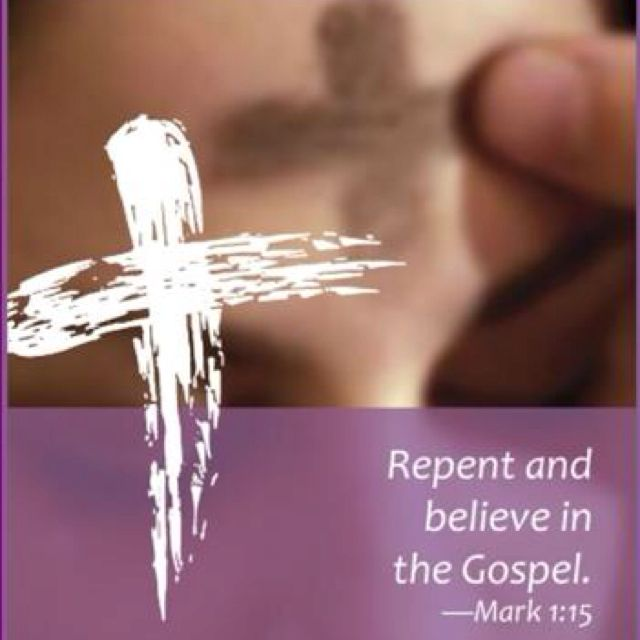 Repent and
believe in
the Gospel.
—Mark 1:15